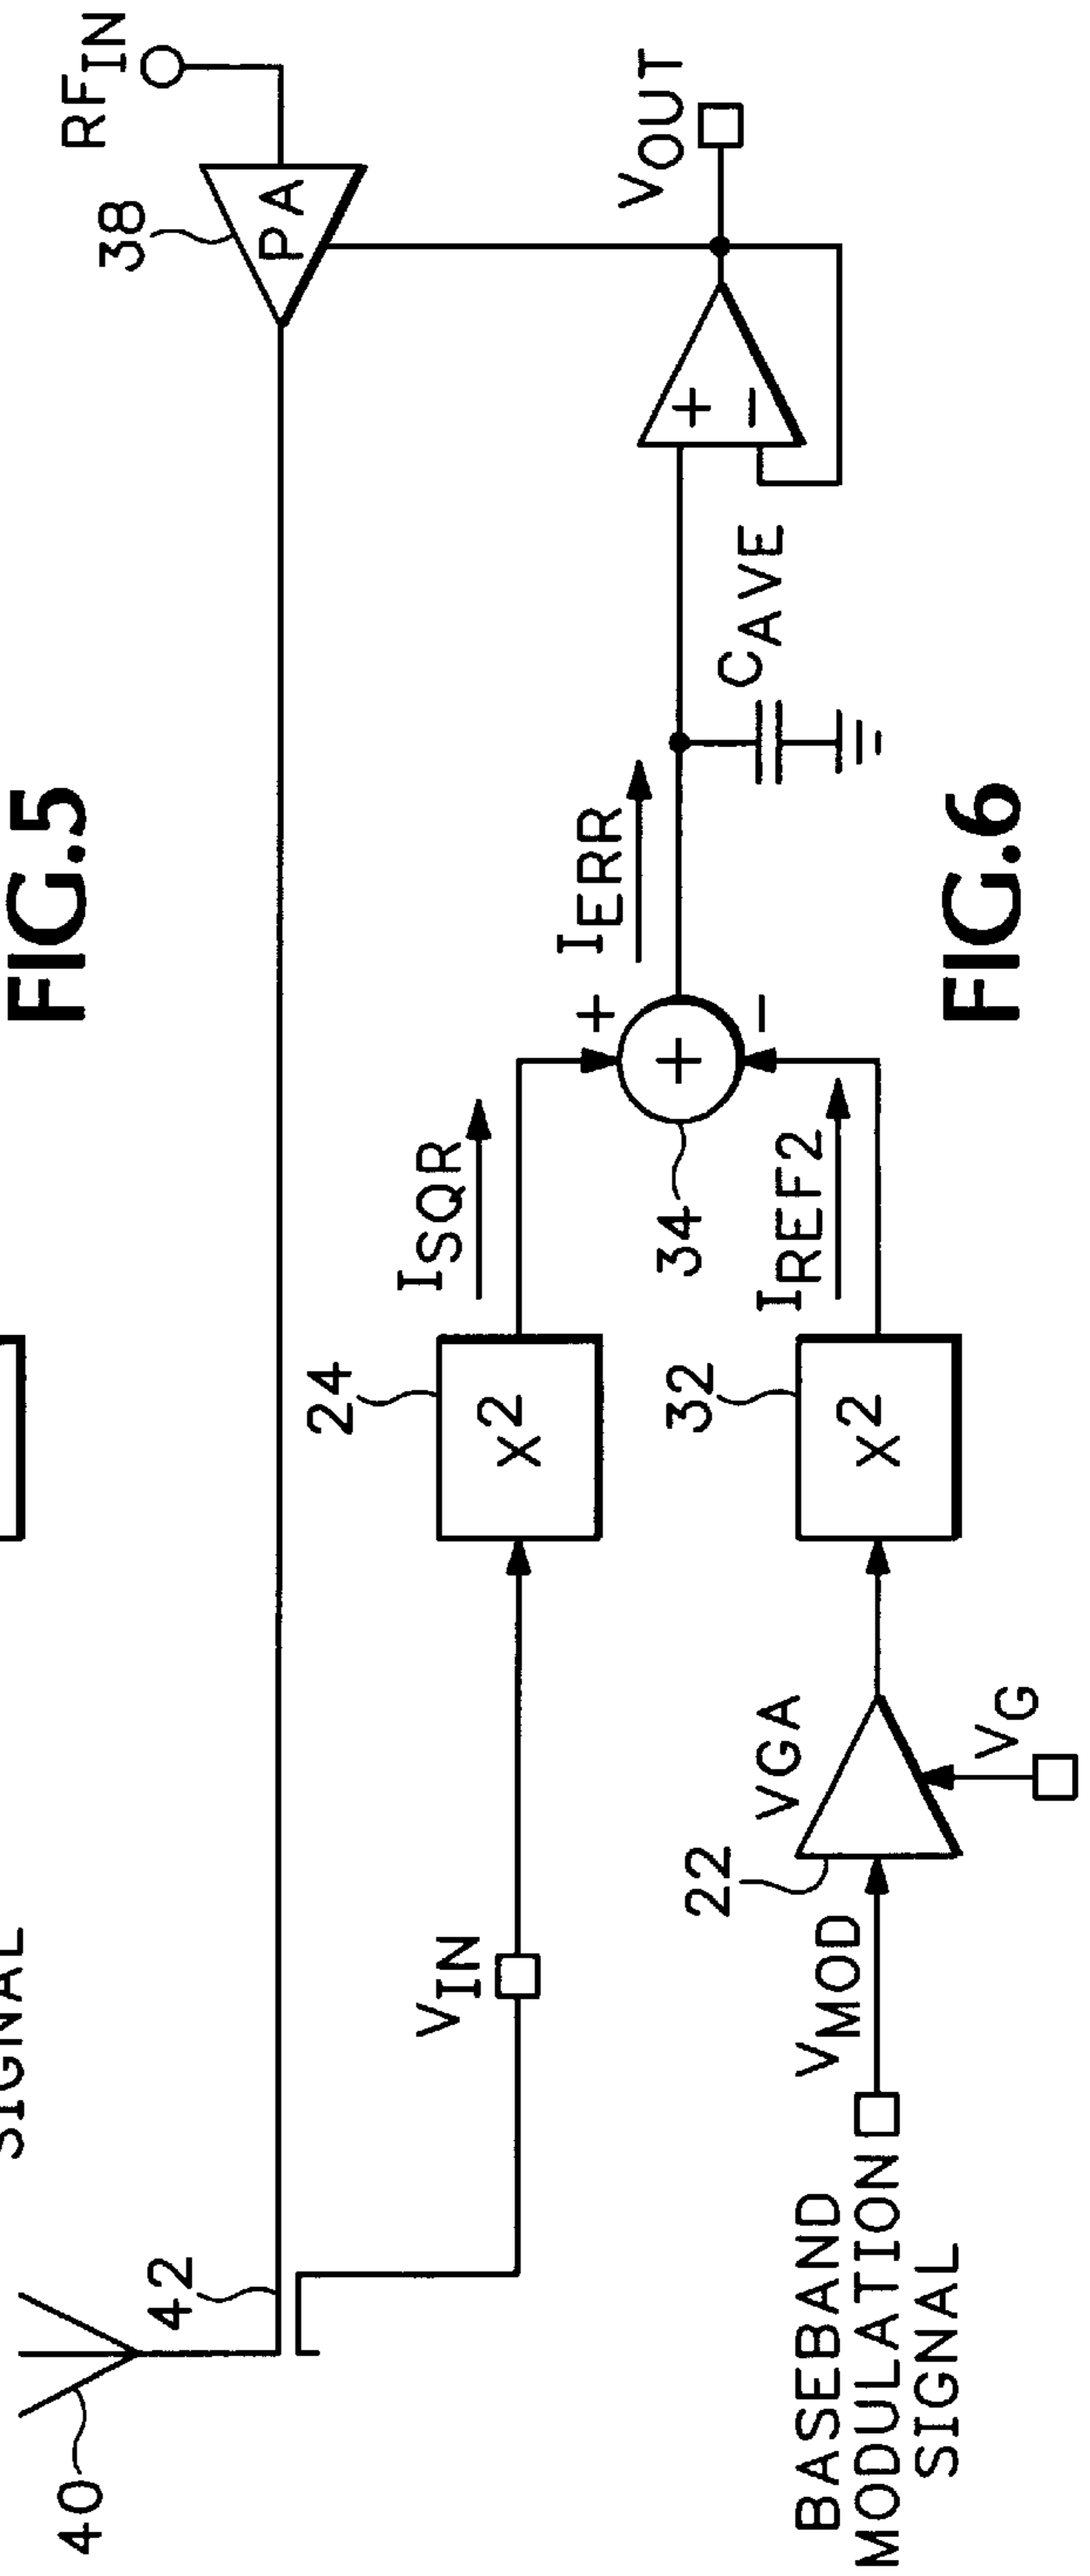 SIGNAL
FIG.5
40
42
38
PA
RF_IN
V_IN
24
X²
I_SQR
+
+
34
−
I_ERR
C_AVE
+
−
V_OUT
BASEBAND
MODULATION
SIGNAL
V_MOD
22
VGA
V_G
32
X²
I_REF2
FIG.6